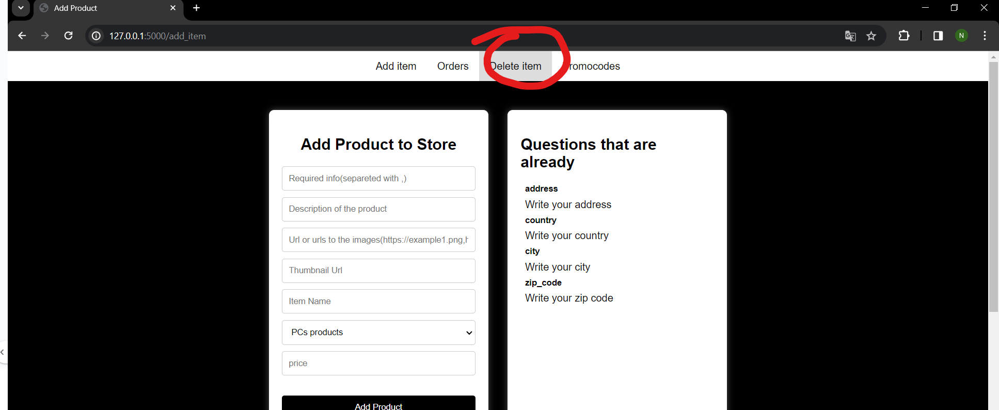 Add Product
127.0.0.1:5000/add_item
N
Add item Orders Delete item romocodes
Add Product to Store
Required info(separeted with ,)
Description of the product
Url or urls to the images(https://example1.png,h
Thumbnail Url
Item Name
PCs products
price
Add Product
Questions that are
already
address
Write your address
country
Write your country
city
Write your city
zip_code
Write your zip code